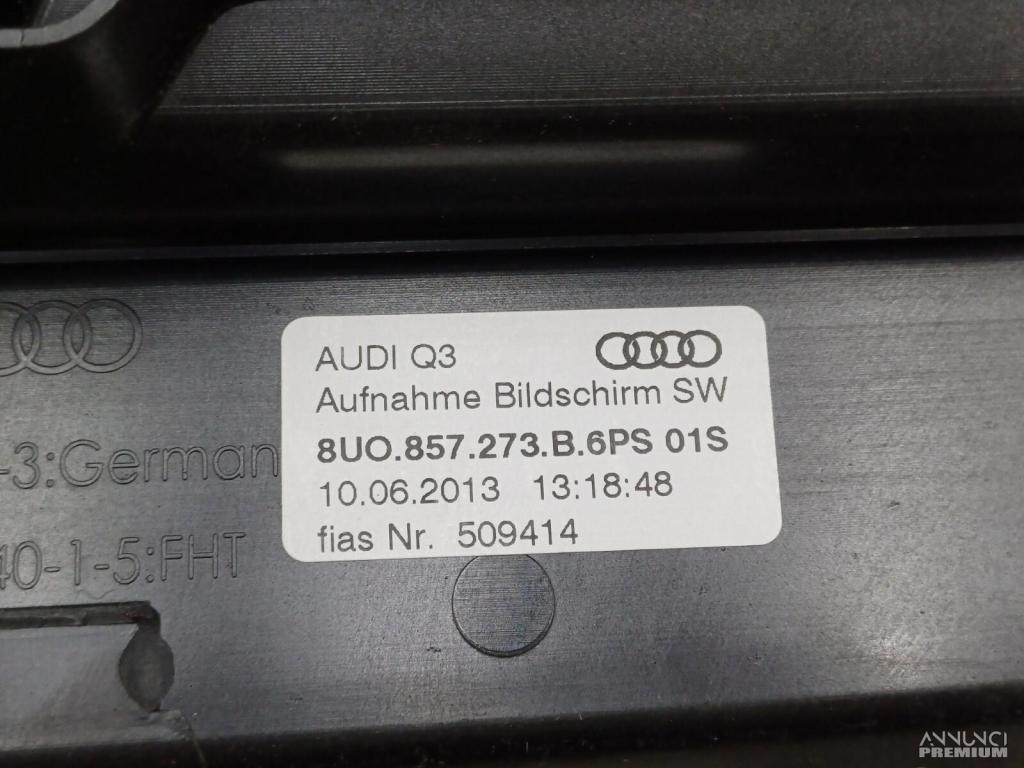 AUDI Q3
Aufnahme Bildschirm SW
8UO.857.273.B.6PS 01S
10.06.2013 13:18:48
fias Nr. 509414
-3:German
40-1-5:FHT
ANNUNCI
PREMIUM